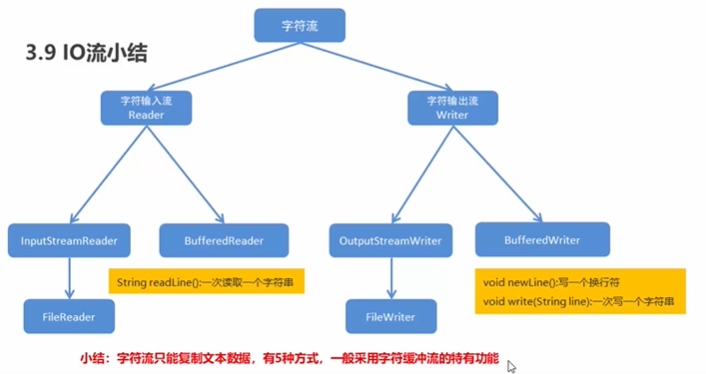 3.9 IO流小结
字符流
字符输入流
Reader
字符输出流
Writer
InputStreamReader
BufferedReader
OutputStreamWriter
BufferedWriter
String readLine():一次读取一个字符串
void newLine():写一个换行符
void write(String line):一次写一个字符串
FileReader
FileWriter
小结：字符流只能复制文本数据，有5种方式，一般采用字符缓冲流的特有功能